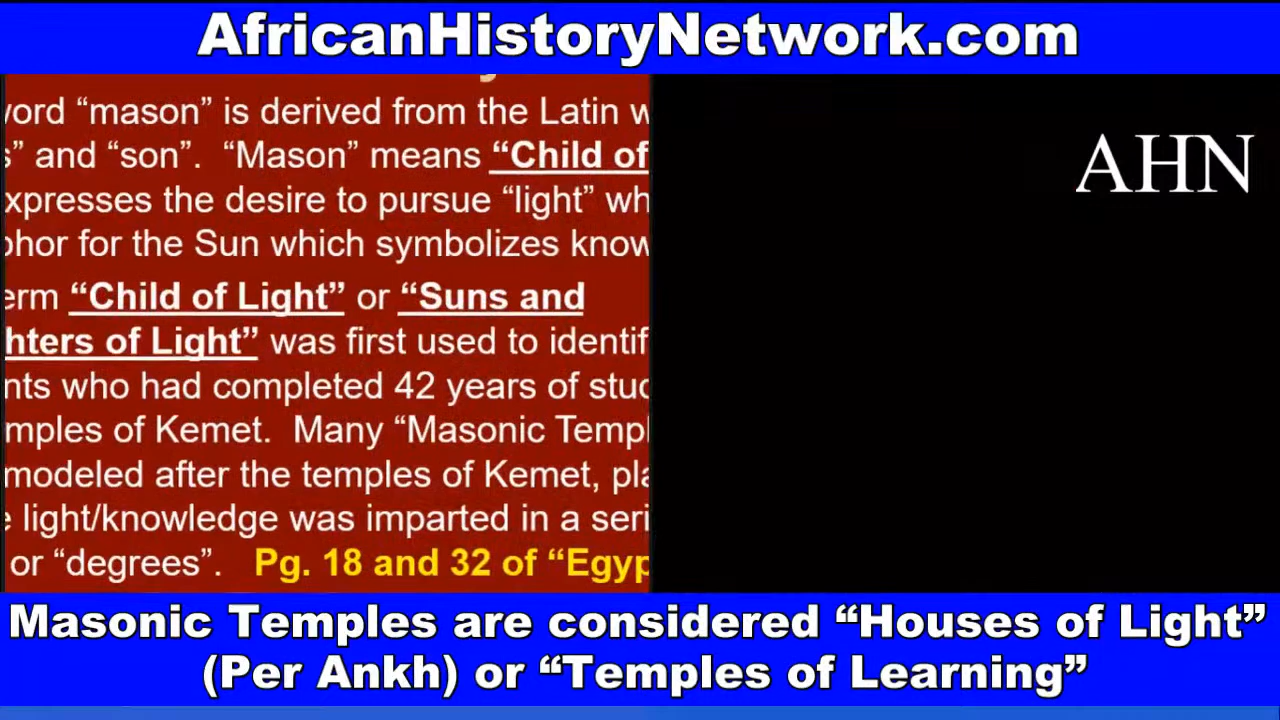 AfricanHistoryNetwork.com
word “mason” is derived from the Latin w
s” and “son”.  “Mason” means “Child of
xpresses the desire to pursue “light” wh
phor for the Sun which symbolizes know
erm “Child of Light” or “Suns and
hters of Light” was first used to identif
nts who had completed 42 years of stud
mples of Kemet.  Many “Masonic Templ
modeled after the temples of Kemet, pla
e light/knowledge was imparted in a seri
or “degrees”.   Pg. 18 and 32 of “Egyp
AHN
Masonic Temples are considered “Houses of Light”
(Per Ankh) or “Temples of Learning”